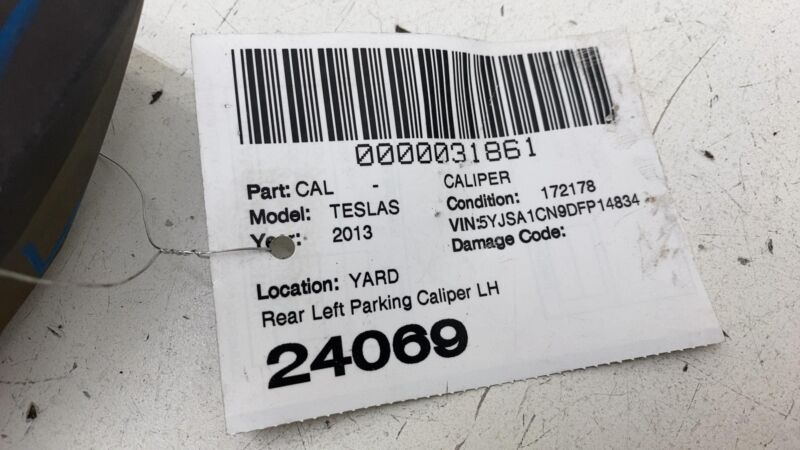 0000031861
Part: CAL - CALIPER
Model: TESLAS Condition: 172178
Year: 2013 VIN:5YJSA1CN9DFP14834
Damage Code:
Location: YARD
Rear Left Parking Caliper LH
24069